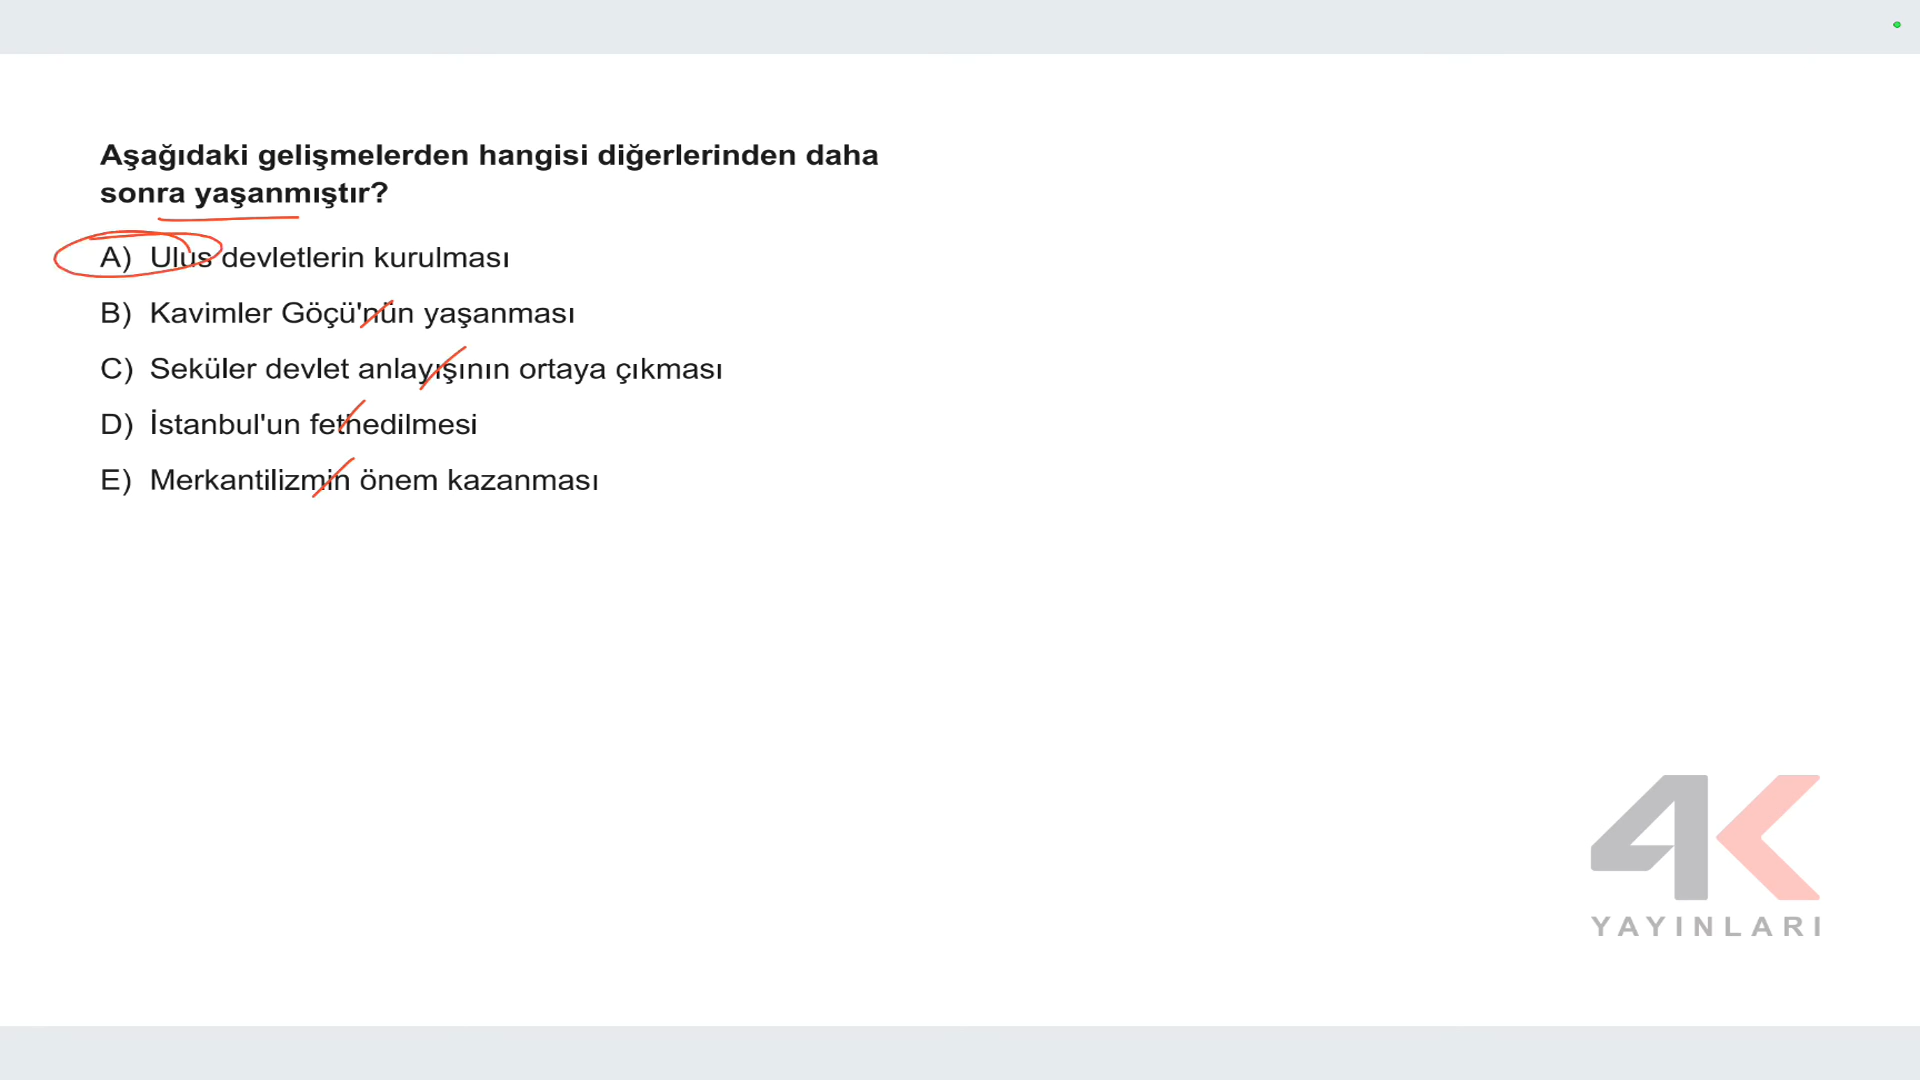 Aşağıdaki gelişmelerden hangisi diğerlerinden daha
sonra yaşanmıştır?
A) Ulus devletlerin kurulması
B) Kavimler Göçü'nün yaşanması
C) Seküler devlet anlayışının ortaya çıkması
D) İstanbul'un fethedilmesi
E) Merkantilizmin önem kazanması
4K
YAYINLARI